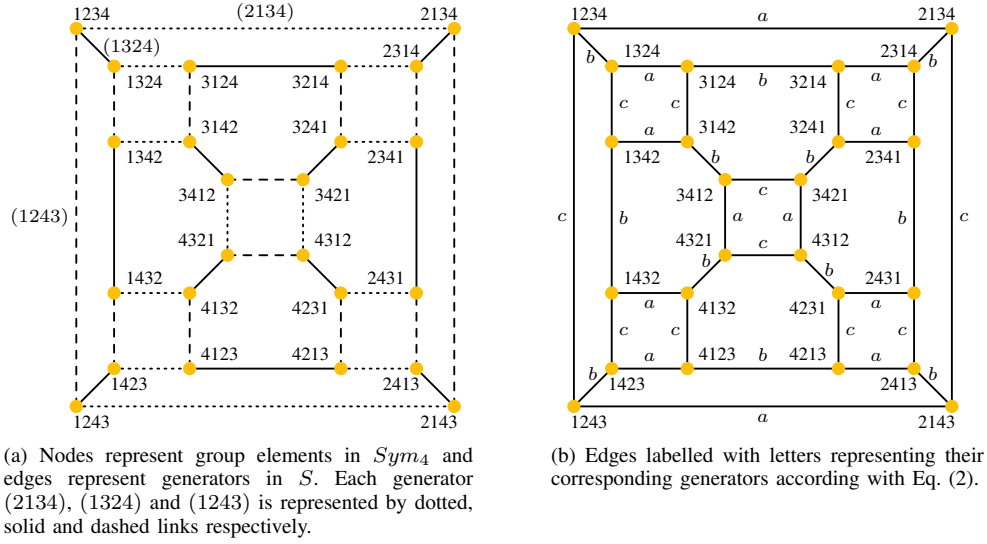 1234 (2134) 2134
(1324) 2314
1324 3124 3214
3142 3241
1342 2341
3412 3421
(1243)
4321 4312
1432 2431
4132 4231
4123 4213
1423 2413
1243 2143
1234 a 2134
b 1324 2314 b
a 3124 b 3214 a
c c c c
a 3142 3241 a
1342 b b 2341
3412 c 3421
c b a a b c
4321 c 4312
1432 b b 2431
a 4132 4231 a
c c c c
a 4123 b 4213 a
b 1423 2413 b
1243 a 2143
(a) Nodes represent group elements in Sym₄ and
edges represent generators in S. Each generator
(2134), (1324) and (1243) is represented by dotted,
solid and dashed links respectively.
(b) Edges labelled with letters representing their
corresponding generators according with Eq. (2).